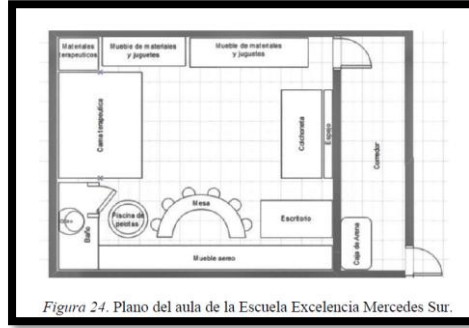 Materiales
terapeuticos
Mueble de materiales
y juguetes
Mueble de materiales
y juguetes
Cama terapeutica
Colchoneta
Espejo
Corredor
Baño
Piscina de
pelotas
Mesa
Escritorio
Caja de Arena
Mueble aereo
Figura 24. Plano del aula de la Escuela Excelencia Mercedes Sur.